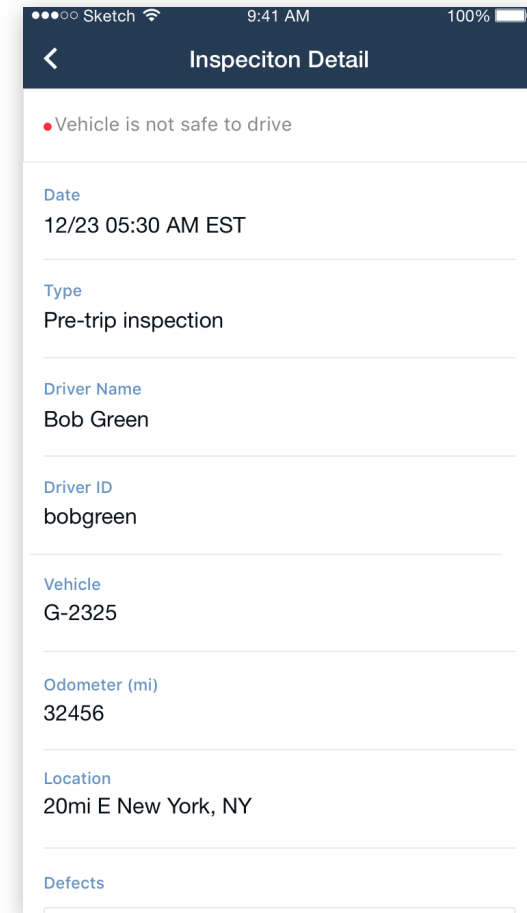 Sketch 9:41 AM 100%
Inspeciton Detail
Vehicle is not safe to drive
Date
12/23 05:30 AM EST
Type
Pre-trip inspection
Driver Name
Bob Green
Driver ID
bobgreen
Vehicle
G-2325
Odometer (mi)
32456
Location
20mi E New York, NY
Defects